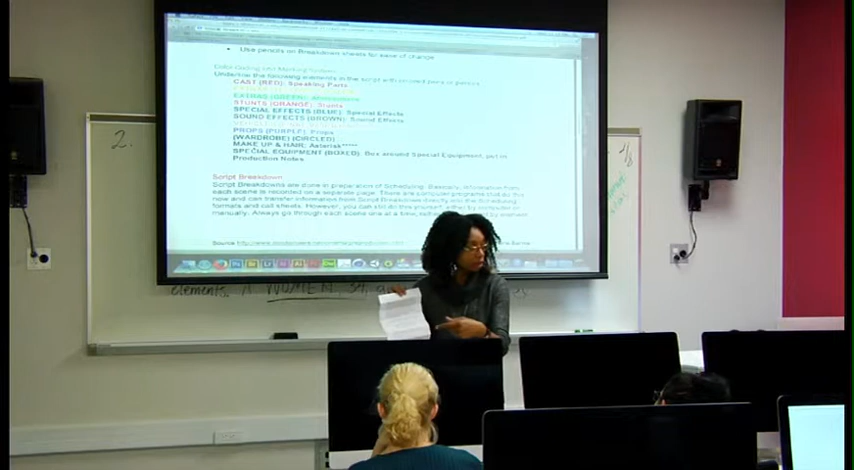 • Use pencils on Breakdown sheets for ease of change
Color Coding and Marking System
Underline the following elements in the script with colored pens or pencils
CAST (RED): Speaking Parts
EXTRAS (GREEN): Atmosphere
STUNTS (ORANGE): Stunts
SPECIAL EFFECTS (BLUE): Special Effects
SOUND EFFECTS (BROWN): Sound Effects
PROPS (PURPLE): Props
(WARDROBE) (CIRCLED)
MAKE UP & HAIR: Asterisk*****
SPECIAL EQUIPMENT (BOXED): Box around Special Equipment, put in
Production Notes
Script Breakdown
Script Breakdowns are done in preparation of Scheduling. Basically, information from
each scene is recorded on a separate page. There are computer programs that do this
now and can transfer information from Script Breakdown directly into the Scheduling
formats and call sheets. However, you can still do this yourself, either by computer or
manually. Always go through each scene one at a time, by element
Source
2.
elements. A WOMEN, 34,